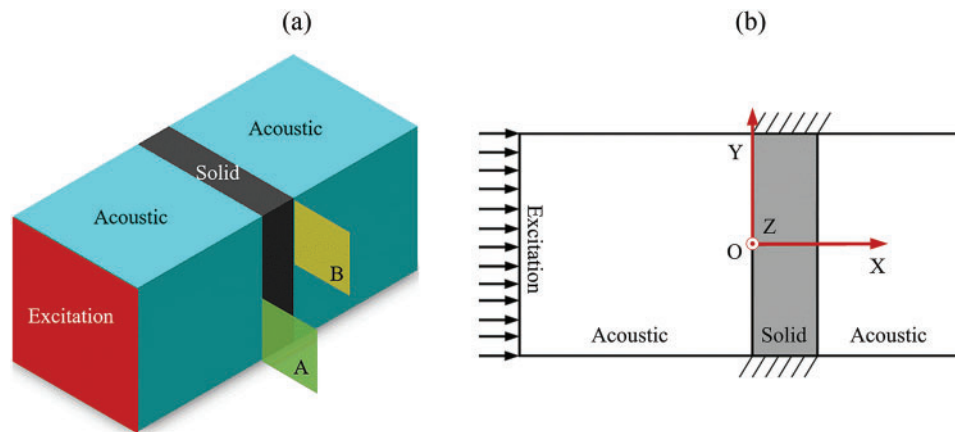 (a)
Acoustic
Solid
Acoustic
B
Excitation
A
(b)
Y
Z
O
X
Excitation
Acoustic
Solid
Acoustic